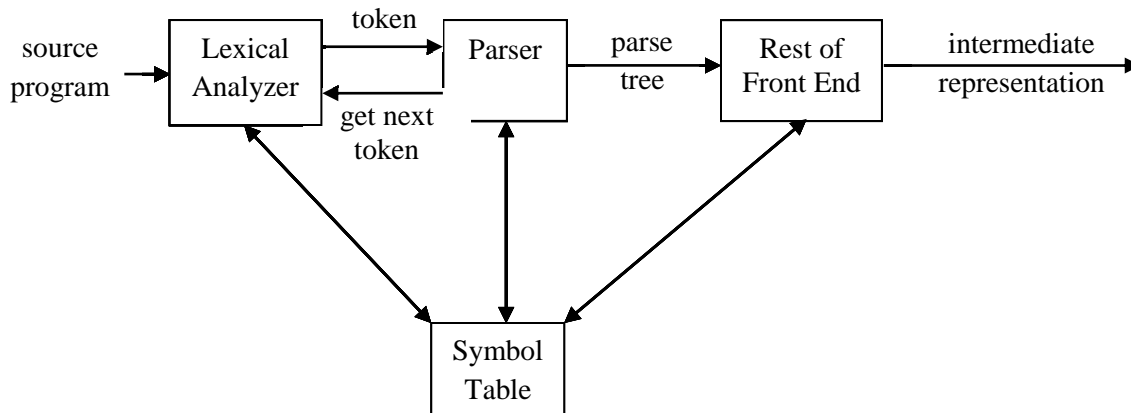 source
program
Lexical
Analyzer
token
get next
token
Parser
parse
tree
Rest of
Front End
intermediate
representation
Symbol
Table